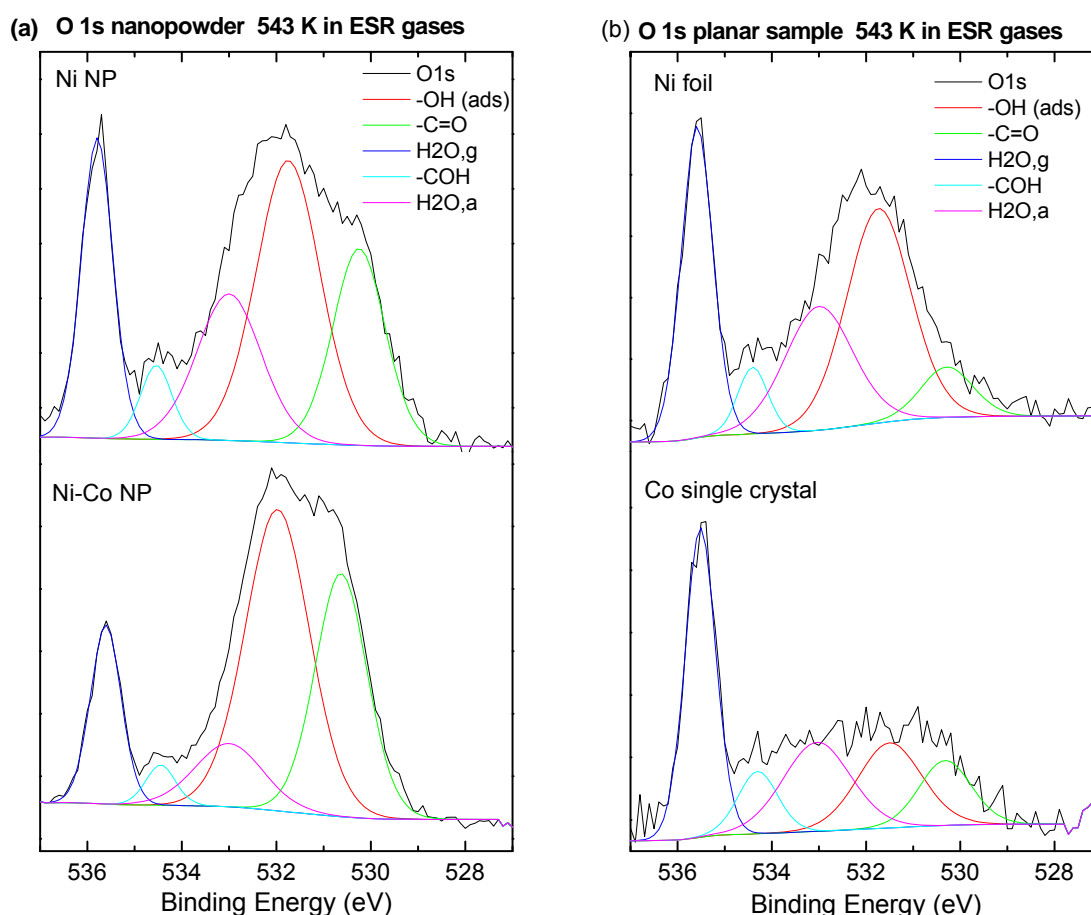 (a) O 1s nanopowder 543 K in ESR gases
Ni NP
O1s
-OH (ads)
-C=O
H2O,g
-COH
H2O,a
Ni-Co NP
536 534 532 530 528
Binding Energy (eV)
(b) O 1s planar sample 543 K in ESR gases
Ni foil
O1s
-OH (ads)
-C=O
H2O,g
-COH
H2O,a
Co single crystal
536 534 532 530 528
Binding Energy (eV)